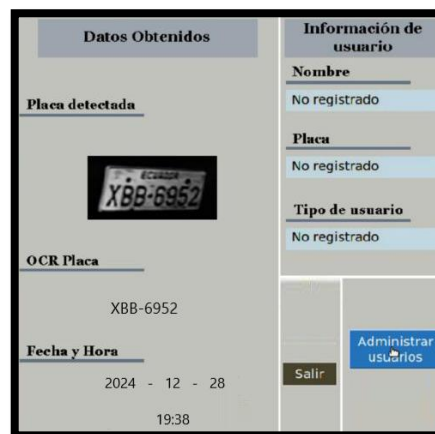 Datos Obtenidos
Placa detectada
ECUADOR
XBB-6952
OCR Placa
XBB-6952
Fecha y Hora
2024 - 12 - 28
19:38
Información de
usuario
Nombre
No registrado
Placa
No registrado
Tipo de usuario
No registrado
Salir
Administrar
usuarios